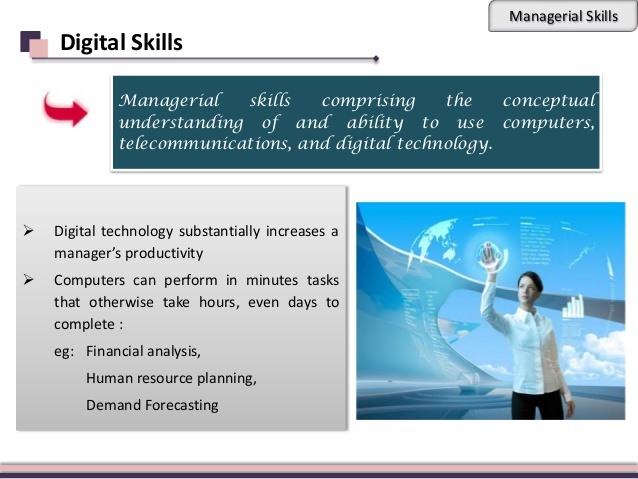 Managerial Skills
Digital Skills
Managerial skills comprising the conceptual
understanding of and ability to use computers,
telecommunications, and digital technology.
➢ Digital technology substantially increases a
manager's productivity
➢ Computers can perform in minutes tasks
that otherwise take hours, even days to
complete :
eg: Financial analysis,
Human resource planning,
Demand Forecasting